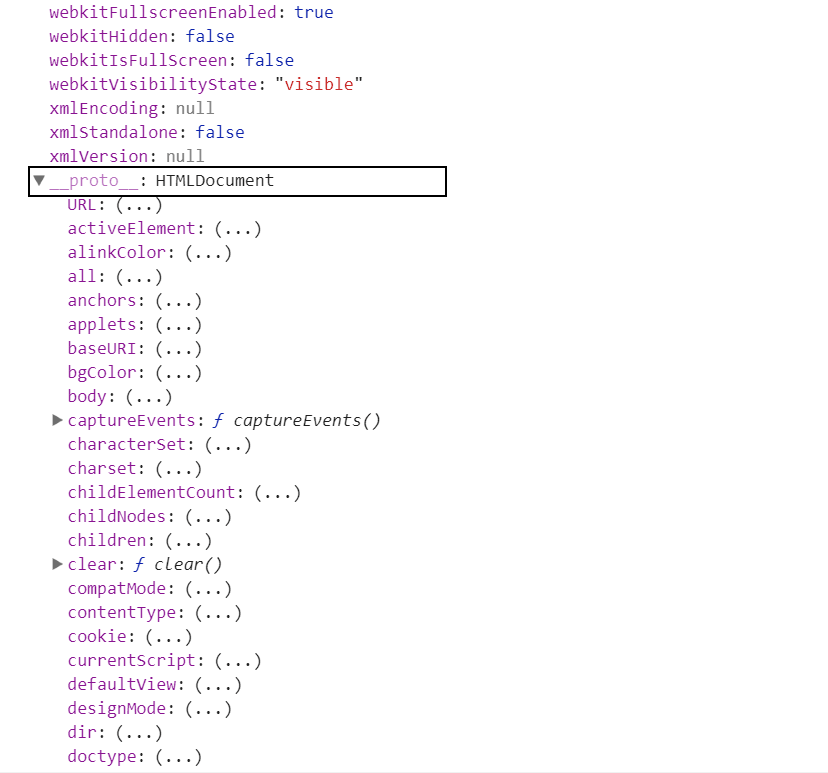 webkitFullscreenEnabled: true
webkitHidden: false
webkitIsFullScreen: false
webkitVisibilityState: "visible"
xmlEncoding: null
xmlStandalone: false
xmlVersion: null
▼__proto__: HTMLDocument
URL: (...)
activeElement: (...)
alinkColor: (...)
all: (...)
anchors: (...)
applets: (...)
baseURI: (...)
bgColor: (...)
body: (...)
▶captureEvents: ƒ captureEvents()
characterSet: (...)
charset: (...)
childElementCount: (...)
childNodes: (...)
children: (...)
▶clear: ƒ clear()
compatMode: (...)
contentType: (...)
cookie: (...)
currentScript: (...)
defaultView: (...)
designMode: (...)
dir: (...)
doctype: (...)